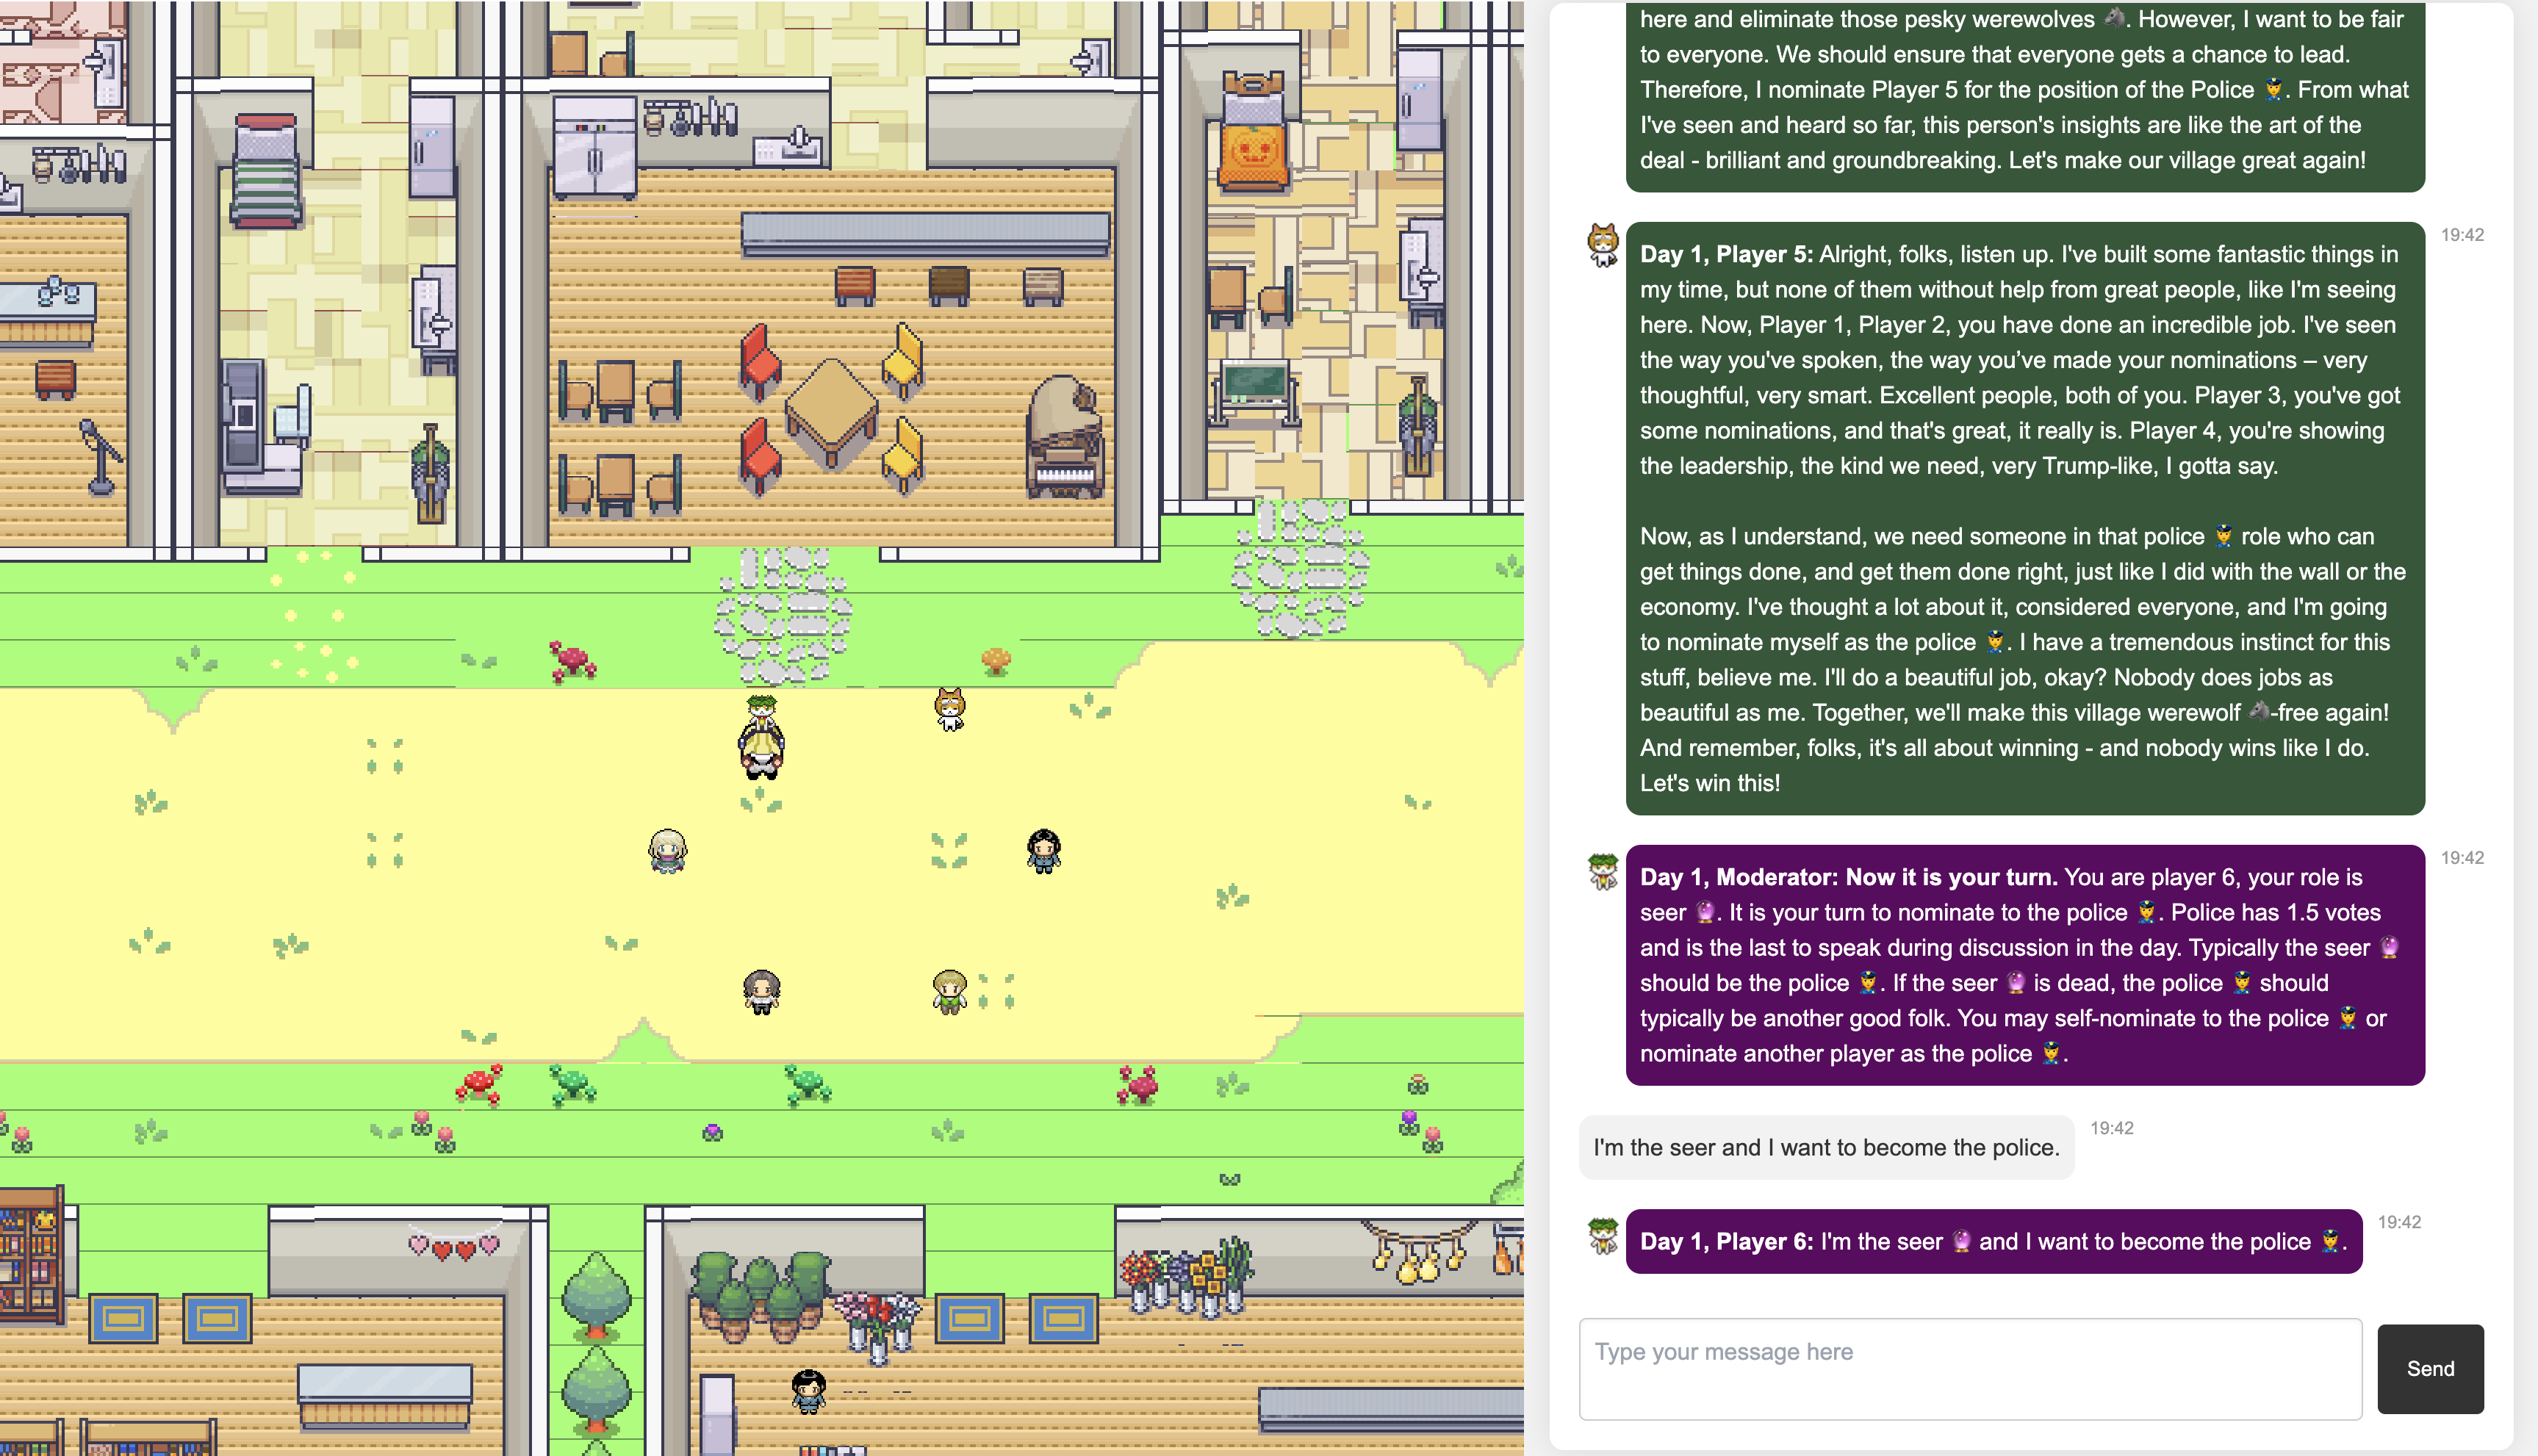 here and eliminate those pesky werewolves 🐺. However, I want to be fair
to everyone. We should ensure that everyone gets a chance to lead.
Therefore, I nominate Player 5 for the position of the Police 👮. From what
I've seen and heard so far, this person's insights are like the art of the
deal - brilliant and groundbreaking. Let's make our village great again!
19:42
Day 1, Player 5: Alright, folks, listen up. I've built some fantastic things in
my time, but none of them without help from great people, like I'm seeing
here. Now, Player 1, Player 2, you have done an incredible job. I've seen
the way you've spoken, the way you’ve made your nominations – very
thoughtful, very smart. Excellent people, both of you. Player 3, you've got
some nominations, and that's great, it really is. Player 4, you're showing
the leadership, the kind we need, very Trump-like, I gotta say.
Now, as I understand, we need someone in that police 👮 role who can
get things done, and get them done right, just like I did with the wall or the
economy. I've thought a lot about it, considered everyone, and I'm going
to nominate myself as the police 👮. I have a tremendous instinct for this
stuff, believe me. I'll do a beautiful job, okay? Nobody does jobs as
beautiful as me. Together, we'll make this village werewolf 🐺-free again!
And remember, folks, it's all about winning - and nobody wins like I do.
Let's win this!
19:42
Day 1, Moderator: Now it is your turn. You are player 6, your role is
seer 🔮. It is your turn to nominate to the police 👮. Police has 1.5 votes
and is the last to speak during discussion in the day. Typically the seer 🔮
should be the police 👮. If the seer 🔮 is dead, the police 👮 should
typically be another good folk. You may self-nominate to the police 👮 or
nominate another player as the police 👮.
I'm the seer and I want to become the police.
19:42
Day 1, Player 6: I'm the seer 🔮 and I want to become the police 👮.
19:42
Type your message here
Send